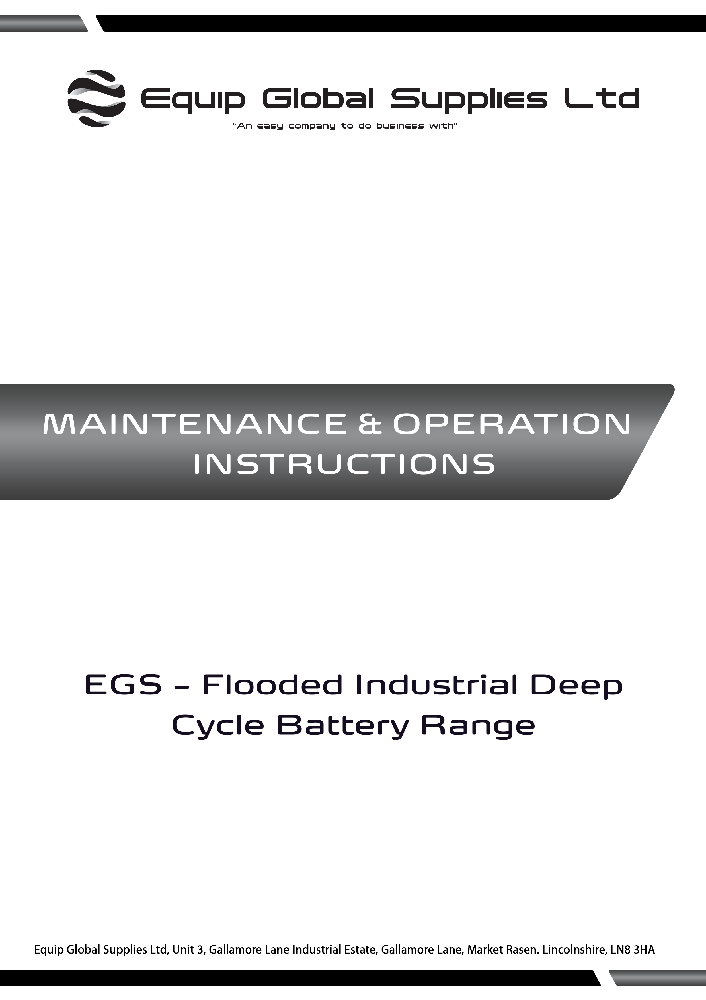 Equip Global Supplies Ltd
“An easy company to do business with”
MAINTENANCE & OPERATION
INSTRUCTIONS
EGS – Flooded Industrial Deep
Cycle Battery Range
Equip Global Supplies Ltd, Unit 3, Gallamore Lane Industrial Estate, Gallamore Lane, Market Rasen. Lincolnshire, LN8 3HA